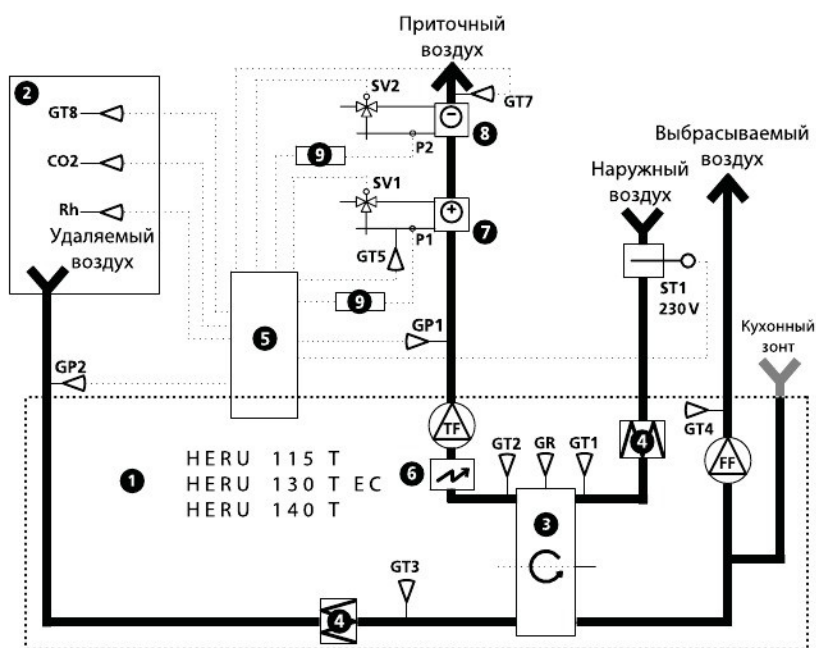 Приточный
воздух
2
GT8
CO2
Rh
Удаляемый
воздух
SV2
GT7
8
9
P2
SV1
7
P1
GT5
9
5
GP1
GP2
Выбрасываемый
воздух
Наружный
воздух
ST1
230 V
Кухонный
зонт
1
HERU 115 T
HERU 130 T EC
HERU 140 T
TF
6
GT2
GR
GT1
4
GT4
FF
3
GT3
4